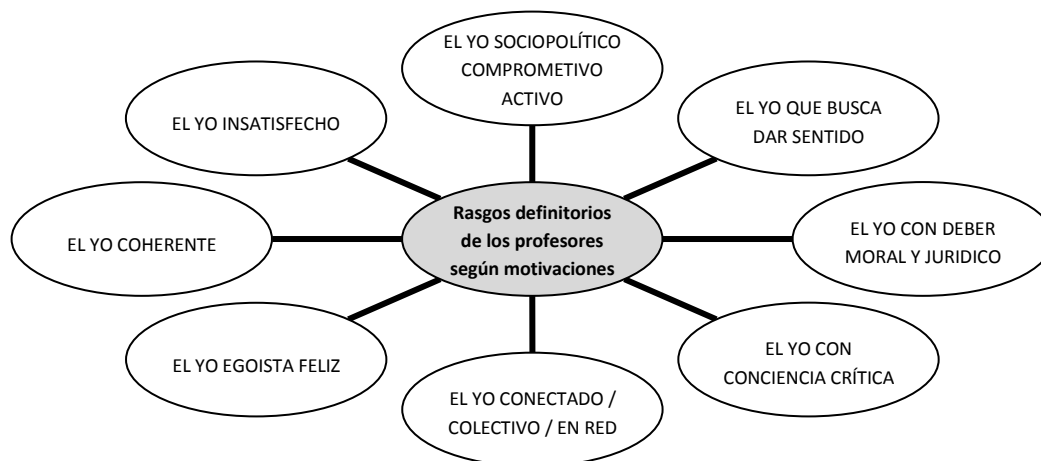 EL YO SOCIOPOLÍTICO
COMPROMETIVO
ACTIVO
EL YO INSATISFECHO
EL YO QUE BUSCA
DAR SENTIDO
EL YO COHERENTE
Rasgos definitorios
de los profesores
según motivaciones
EL YO CON DEBER
MORAL Y JURIDICO
EL YO EGOISTA FELIZ
EL YO CONECTADO /
COLECTIVO / EN RED
EL YO CON
CONCIENCIA CRÍTICA